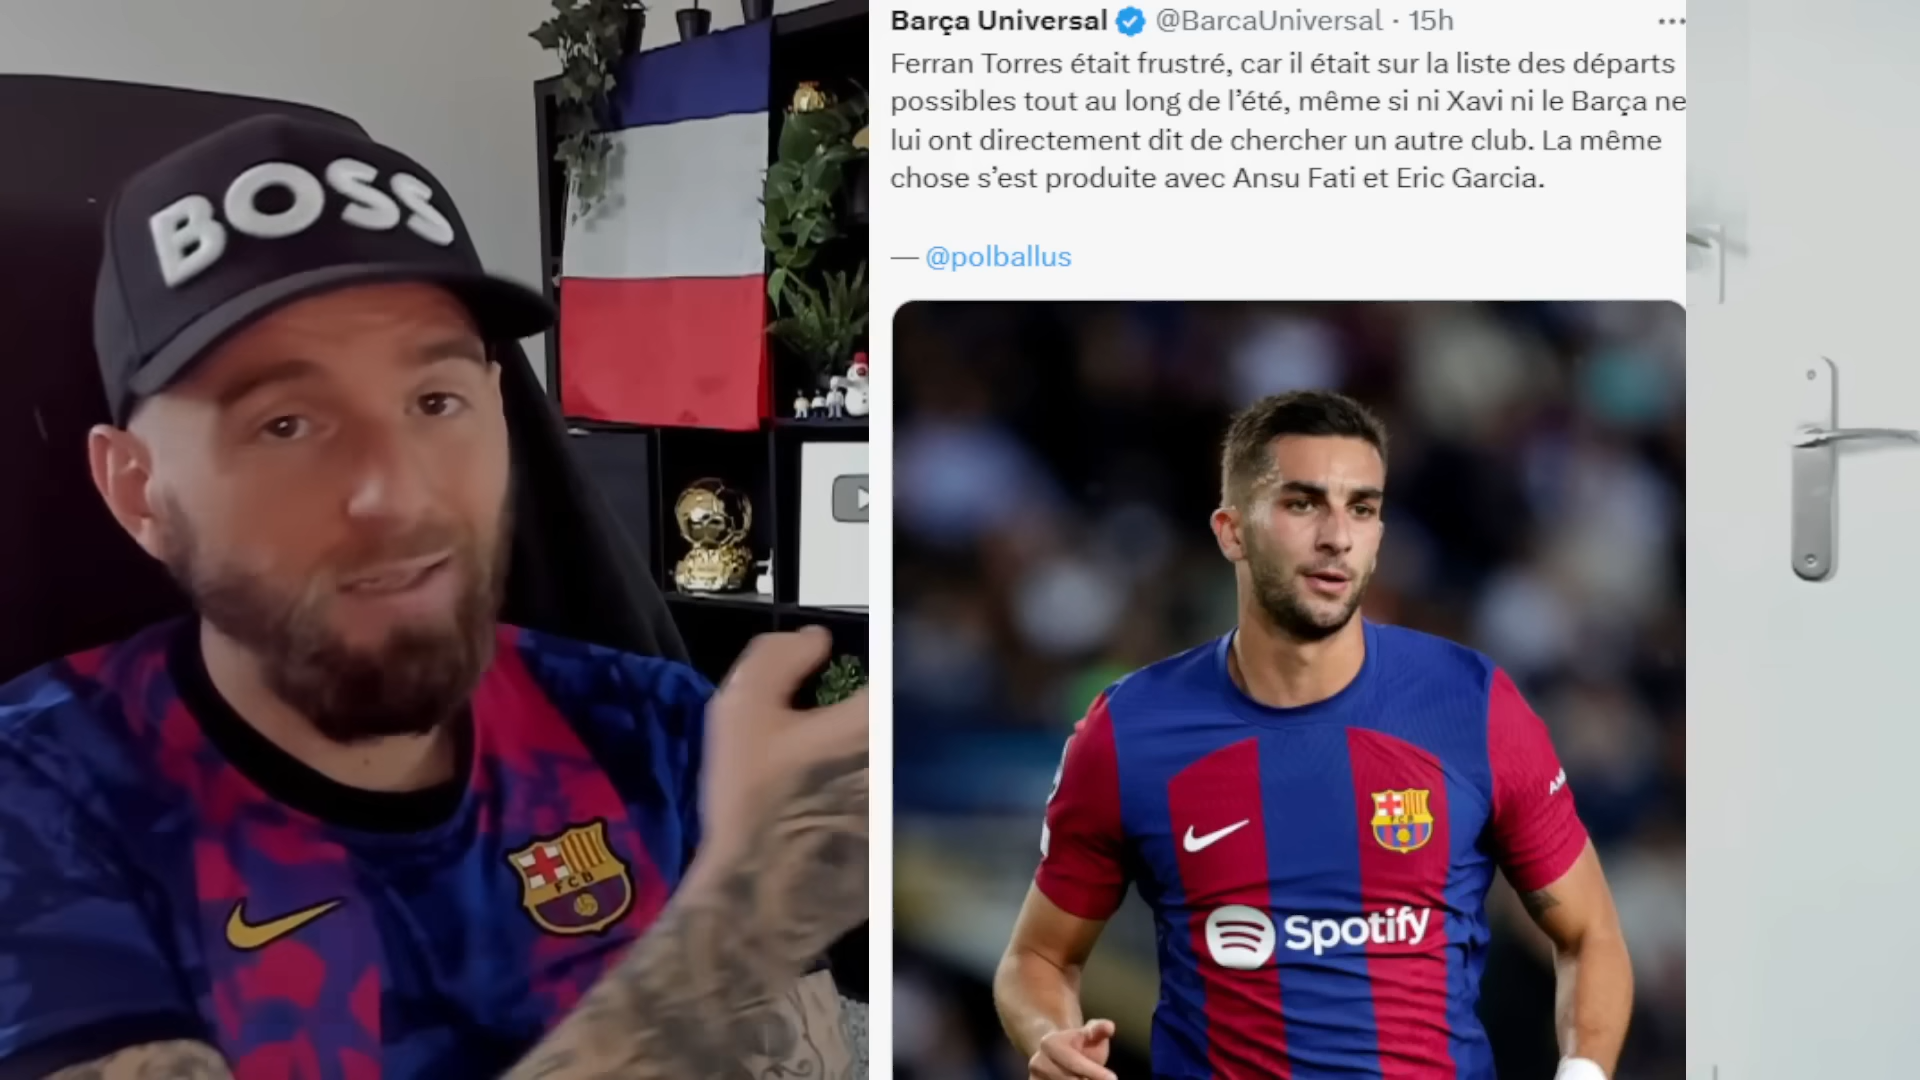 Barça Universal @BarcaUniversal · 15h
Ferran Torres était frustré, car il était sur la liste des départs
possibles tout au long de l’été, même si ni Xavi ni le Barça ne
lui ont directement dit de chercher un autre club. La même
chose s’est produite avec Ansu Fati et Eric Garcia.
— @polballus
BOSS
FCB
FCB
Spotify